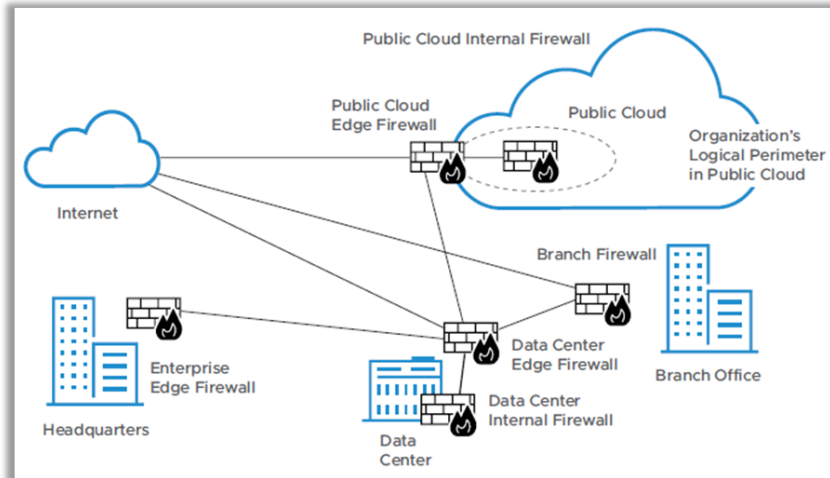 Public Cloud Internal Firewall
Public Cloud
Edge Firewall
Public Cloud
Organization's
Logical Perimeter
in Public Cloud
Internet
Branch Firewall
Enterprise
Edge Firewall
Data Center
Edge Firewall
Branch Office
Headquarters
Data Center
Internal Firewall
Data
Center